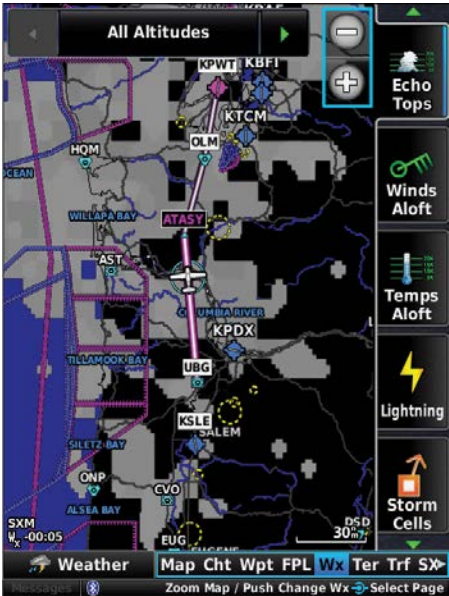 All Altitudes
KPWT
KBFI
KTCM
OLM
HQM
OCEAN
WILLAPA BAY
ATASY
AST
COLUMBIA RIVER
KPDX
TILLAMOOK BAY
UBG
KSLE
SALEM
SILETZ BAY
ONP
CVO
ALSEA BAY
SXM
Wx -00:05
EUG
EUGENE
DSD
30nm
Echo
Tops
Winds
Aloft
Temps
Aloft
Lightning
Storm
Cells
Weather
Map Cht Wpt FPL Wx Ter Trf SX
Messages
Zoom Map / Push Change Wx Select Page